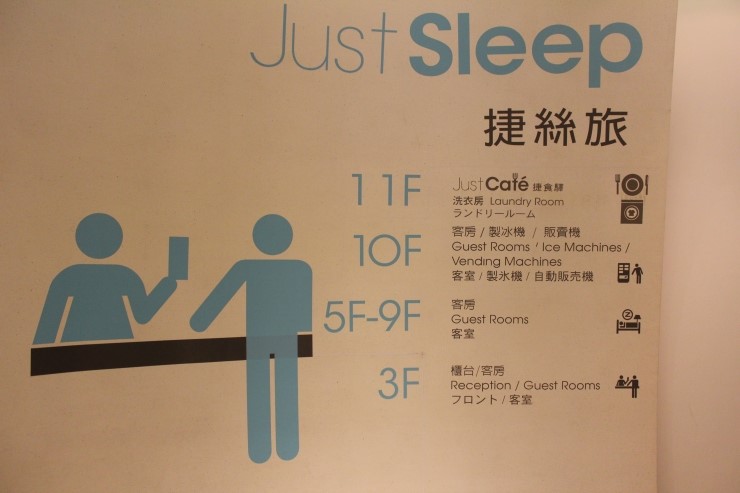 Just Sleep
捷絲旅
11F
JustCafé 捷食驛
洗衣房 Laundry Room
ランドリールーム
10F
客房 / 製冰機 / 販賣機
Guest Rooms / Ice Machines /
Vending Machines
客室 / 製氷機 / 自動販売機
5F-9F
客房
Guest Rooms
客室
Z
3F
櫃台/客房
Reception / Guest Rooms
フロント / 客室